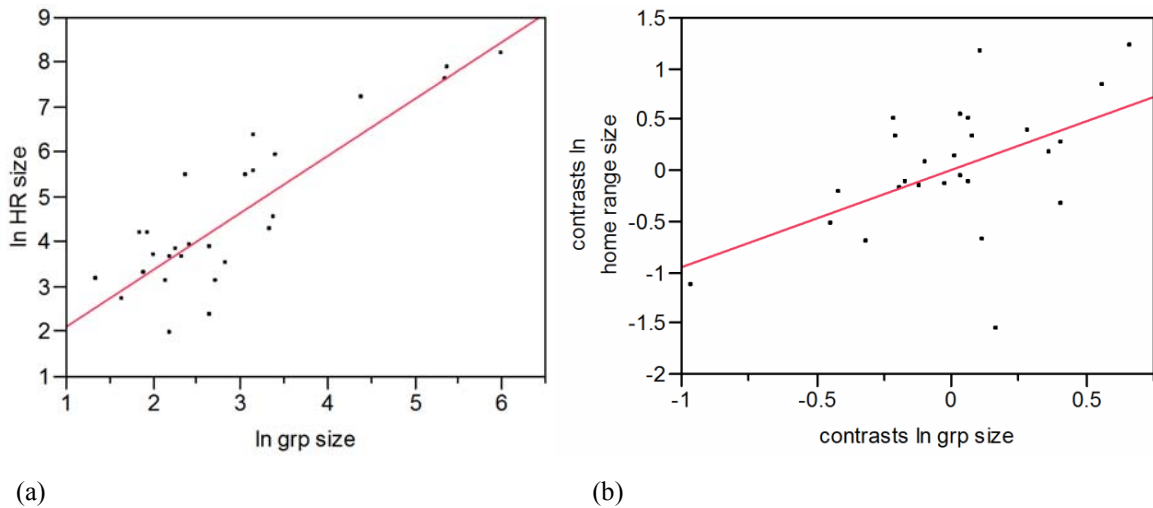 9
8
7
6
5
4
3
2
1
ln HR size
1 2 3 4 5 6
ln grp size
(a)
1.5
1
0.5
0
-0.5
-1
-1.5
-2
contrasts ln
home range size
-1 -0.5 0 0.5
contrasts ln grp size
(b)